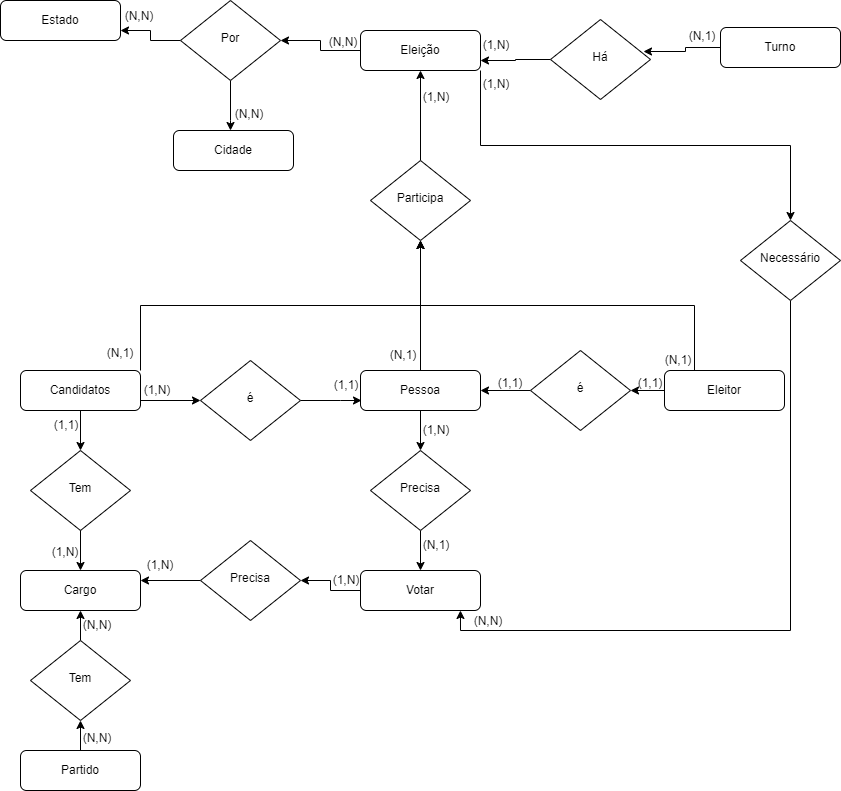 Estado
(N,N)
Por
(N,N)
Eleição
(1,N)
Há
(N,1)
Turno
(1,N)
(1,N)
(N,N)
Cidade
Participa
Necessário
(N,1)
(N,1)
(N,1)
Candidatos
(1,N)
é
(1,1)
Pessoa
(1,1)
é
(1,1)
Eleitor
(1,1)
(1,N)
Tem
Precisa
(1,N)
(N,1)
Cargo
(1,N)
Precisa
(1,N)
Votar
(N,N)
(N,N)
Tem
(N,N)
Partido